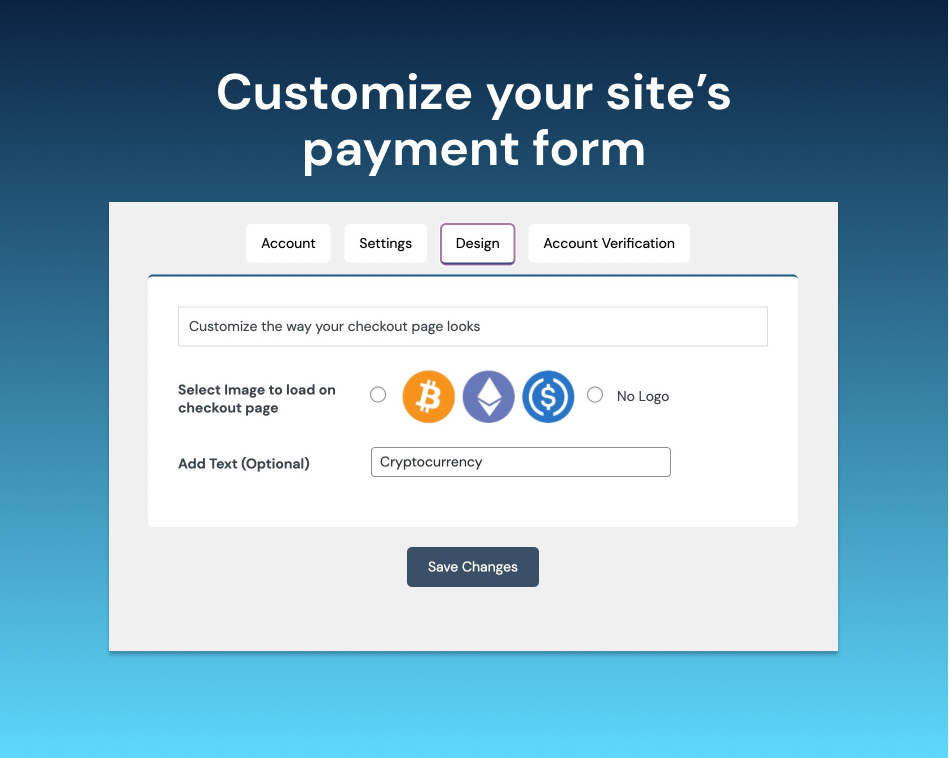 Customize your site’s
payment form
Account Settings Design Account Verification
Customize the way your checkout page looks
Select Image to load on
checkout page
No Logo
Add Text (Optional)
Cryptocurrency
Save Changes